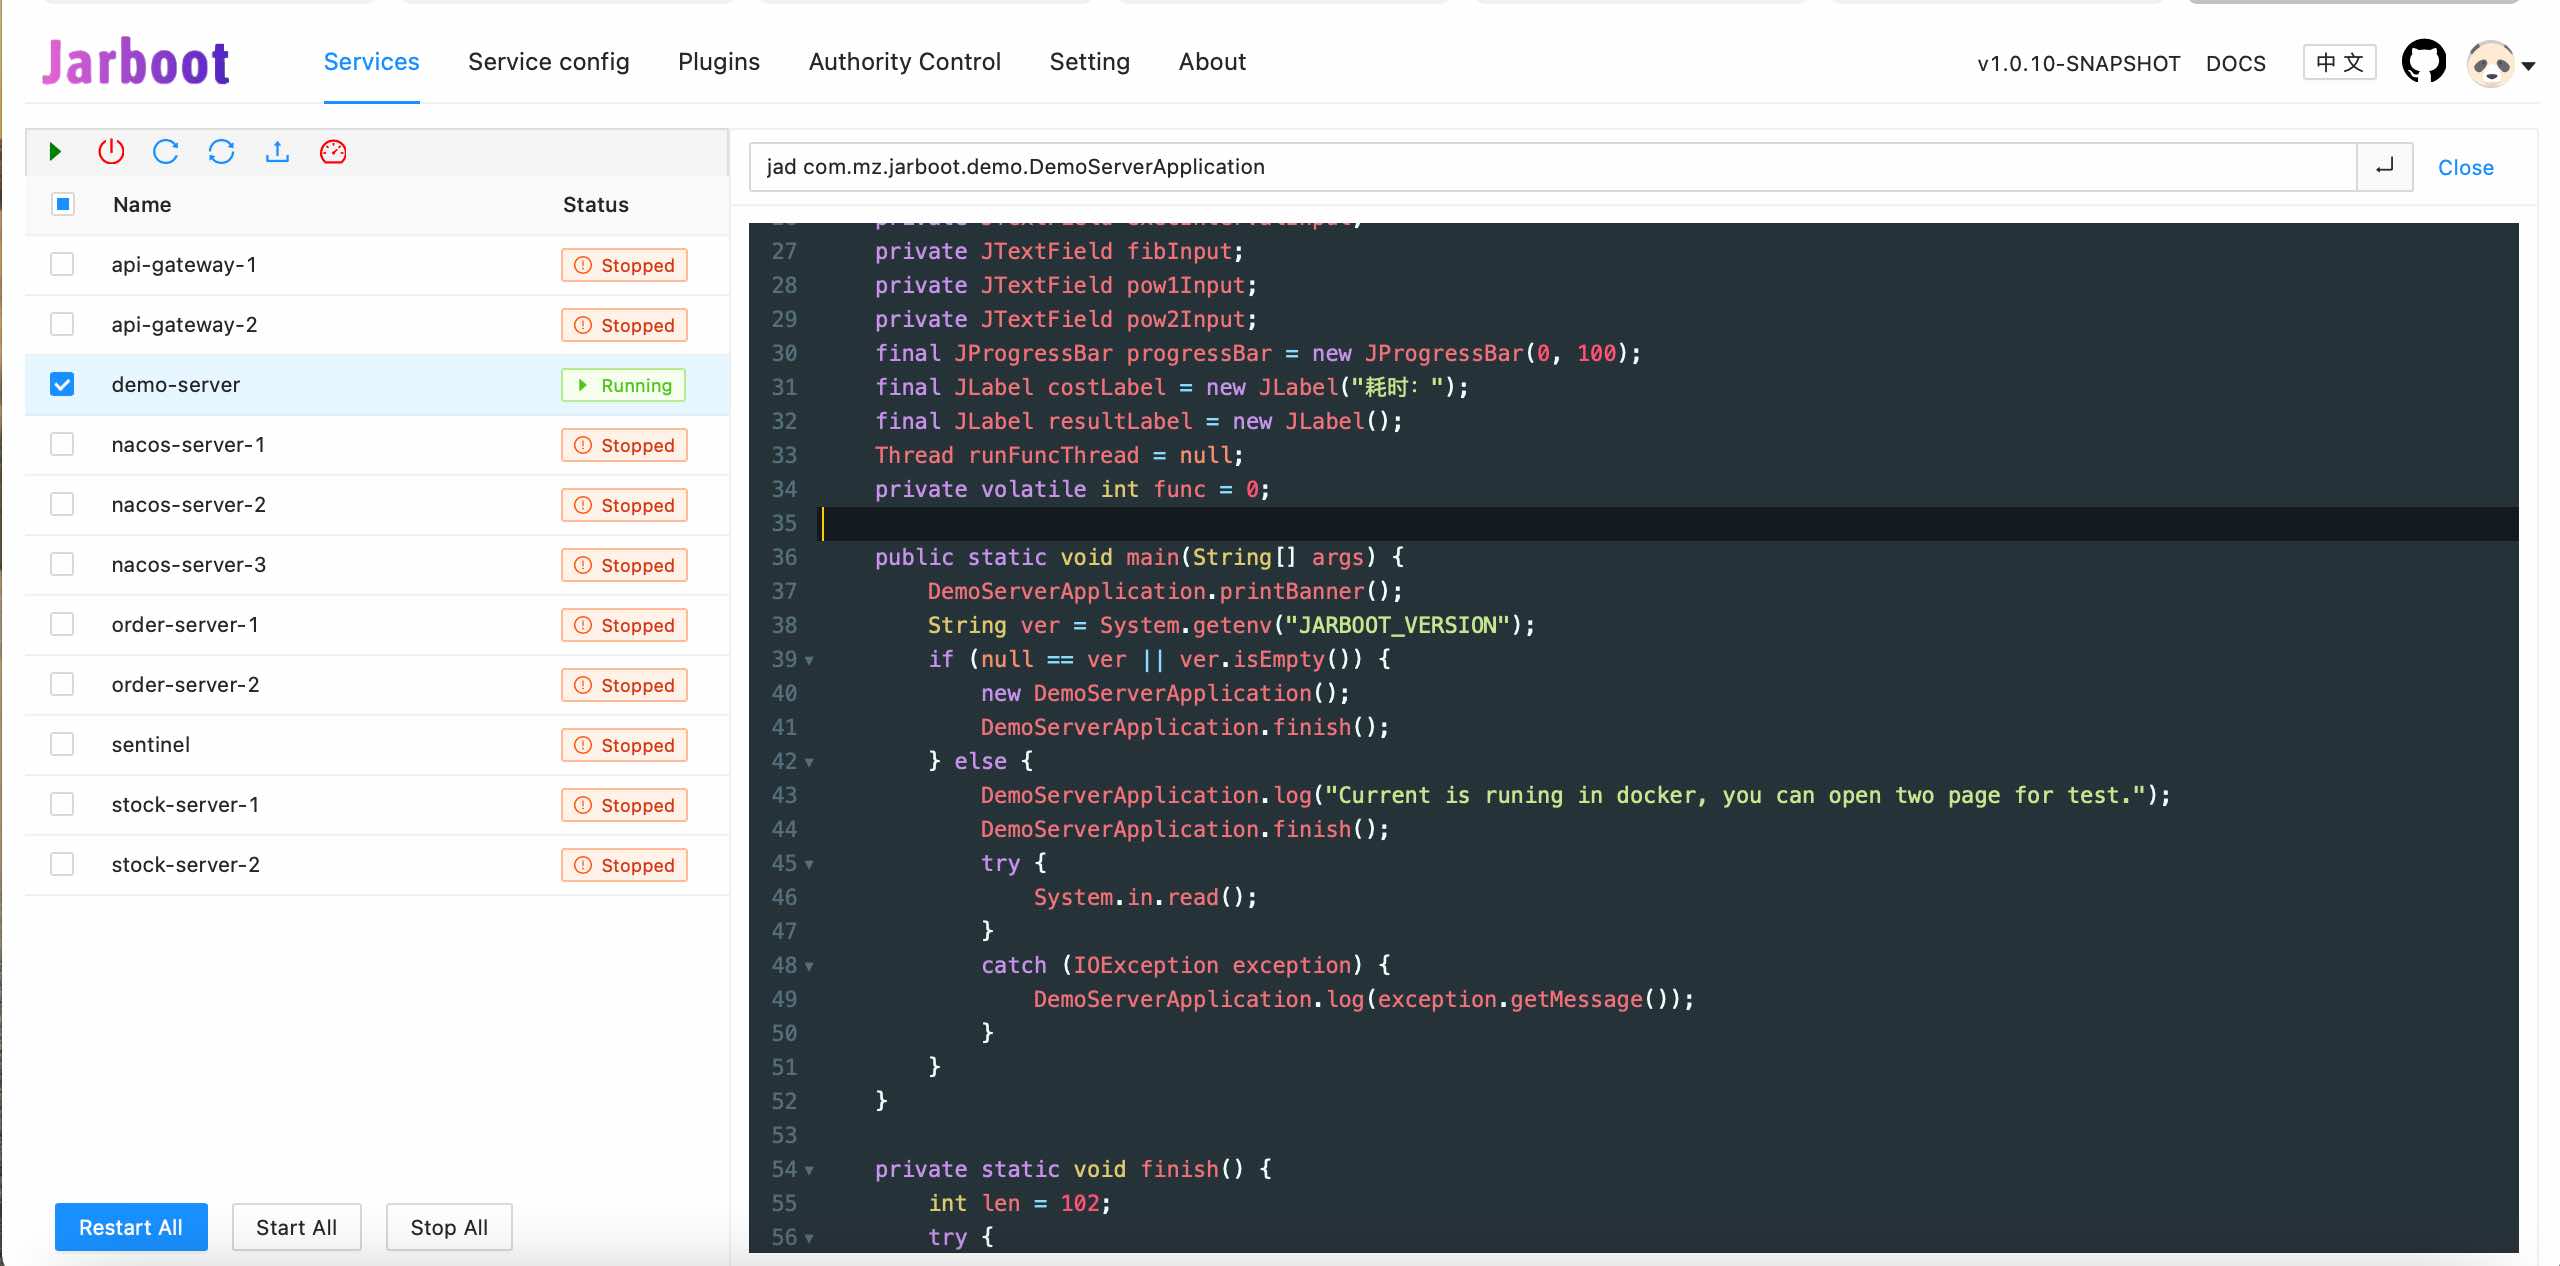 Jarboot
Services Service config Plugins Authority Control Setting About
v1.0.10-SNAPSHOT DOCS 中 文
Name Status
api-gateway-1 Stopped
api-gateway-2 Stopped
demo-server Running
nacos-server-1 Stopped
nacos-server-2 Stopped
nacos-server-3 Stopped
order-server-1 Stopped
order-server-2 Stopped
sentinel Stopped
stock-server-1 Stopped
stock-server-2 Stopped
Restart All Start All Stop All
jad com.mz.jarboot.demo.DemoServerApplication
Close
27 private JTextField fibInput;
28 private JTextField pow1Input;
29 private JTextField pow2Input;
30 final JProgressBar progressBar = new JProgressBar(0, 100);
31 final JLabel costLabel = new JLabel("耗时：");
32 final JLabel resultLabel = new JLabel();
33 Thread runFuncThread = null;
34 private volatile int func = 0;
35
36 public static void main(String[] args) {
37 DemoServerApplication.printBanner();
38 String ver = System.getenv("JARBOOT_VERSION");
39 if (null == ver || ver.isEmpty()) {
40 new DemoServerApplication();
41 DemoServerApplication.finish();
42 } else {
43 DemoServerApplication.log("Current is runing in docker, you can open two page for test.");
44 DemoServerApplication.finish();
45 try {
46 System.in.read();
47 }
48 catch (IOException exception) {
49 DemoServerApplication.log(exception.getMessage());
50 }
51 }
52 }
53
54 private static void finish() {
55 int len = 102;
56 try {